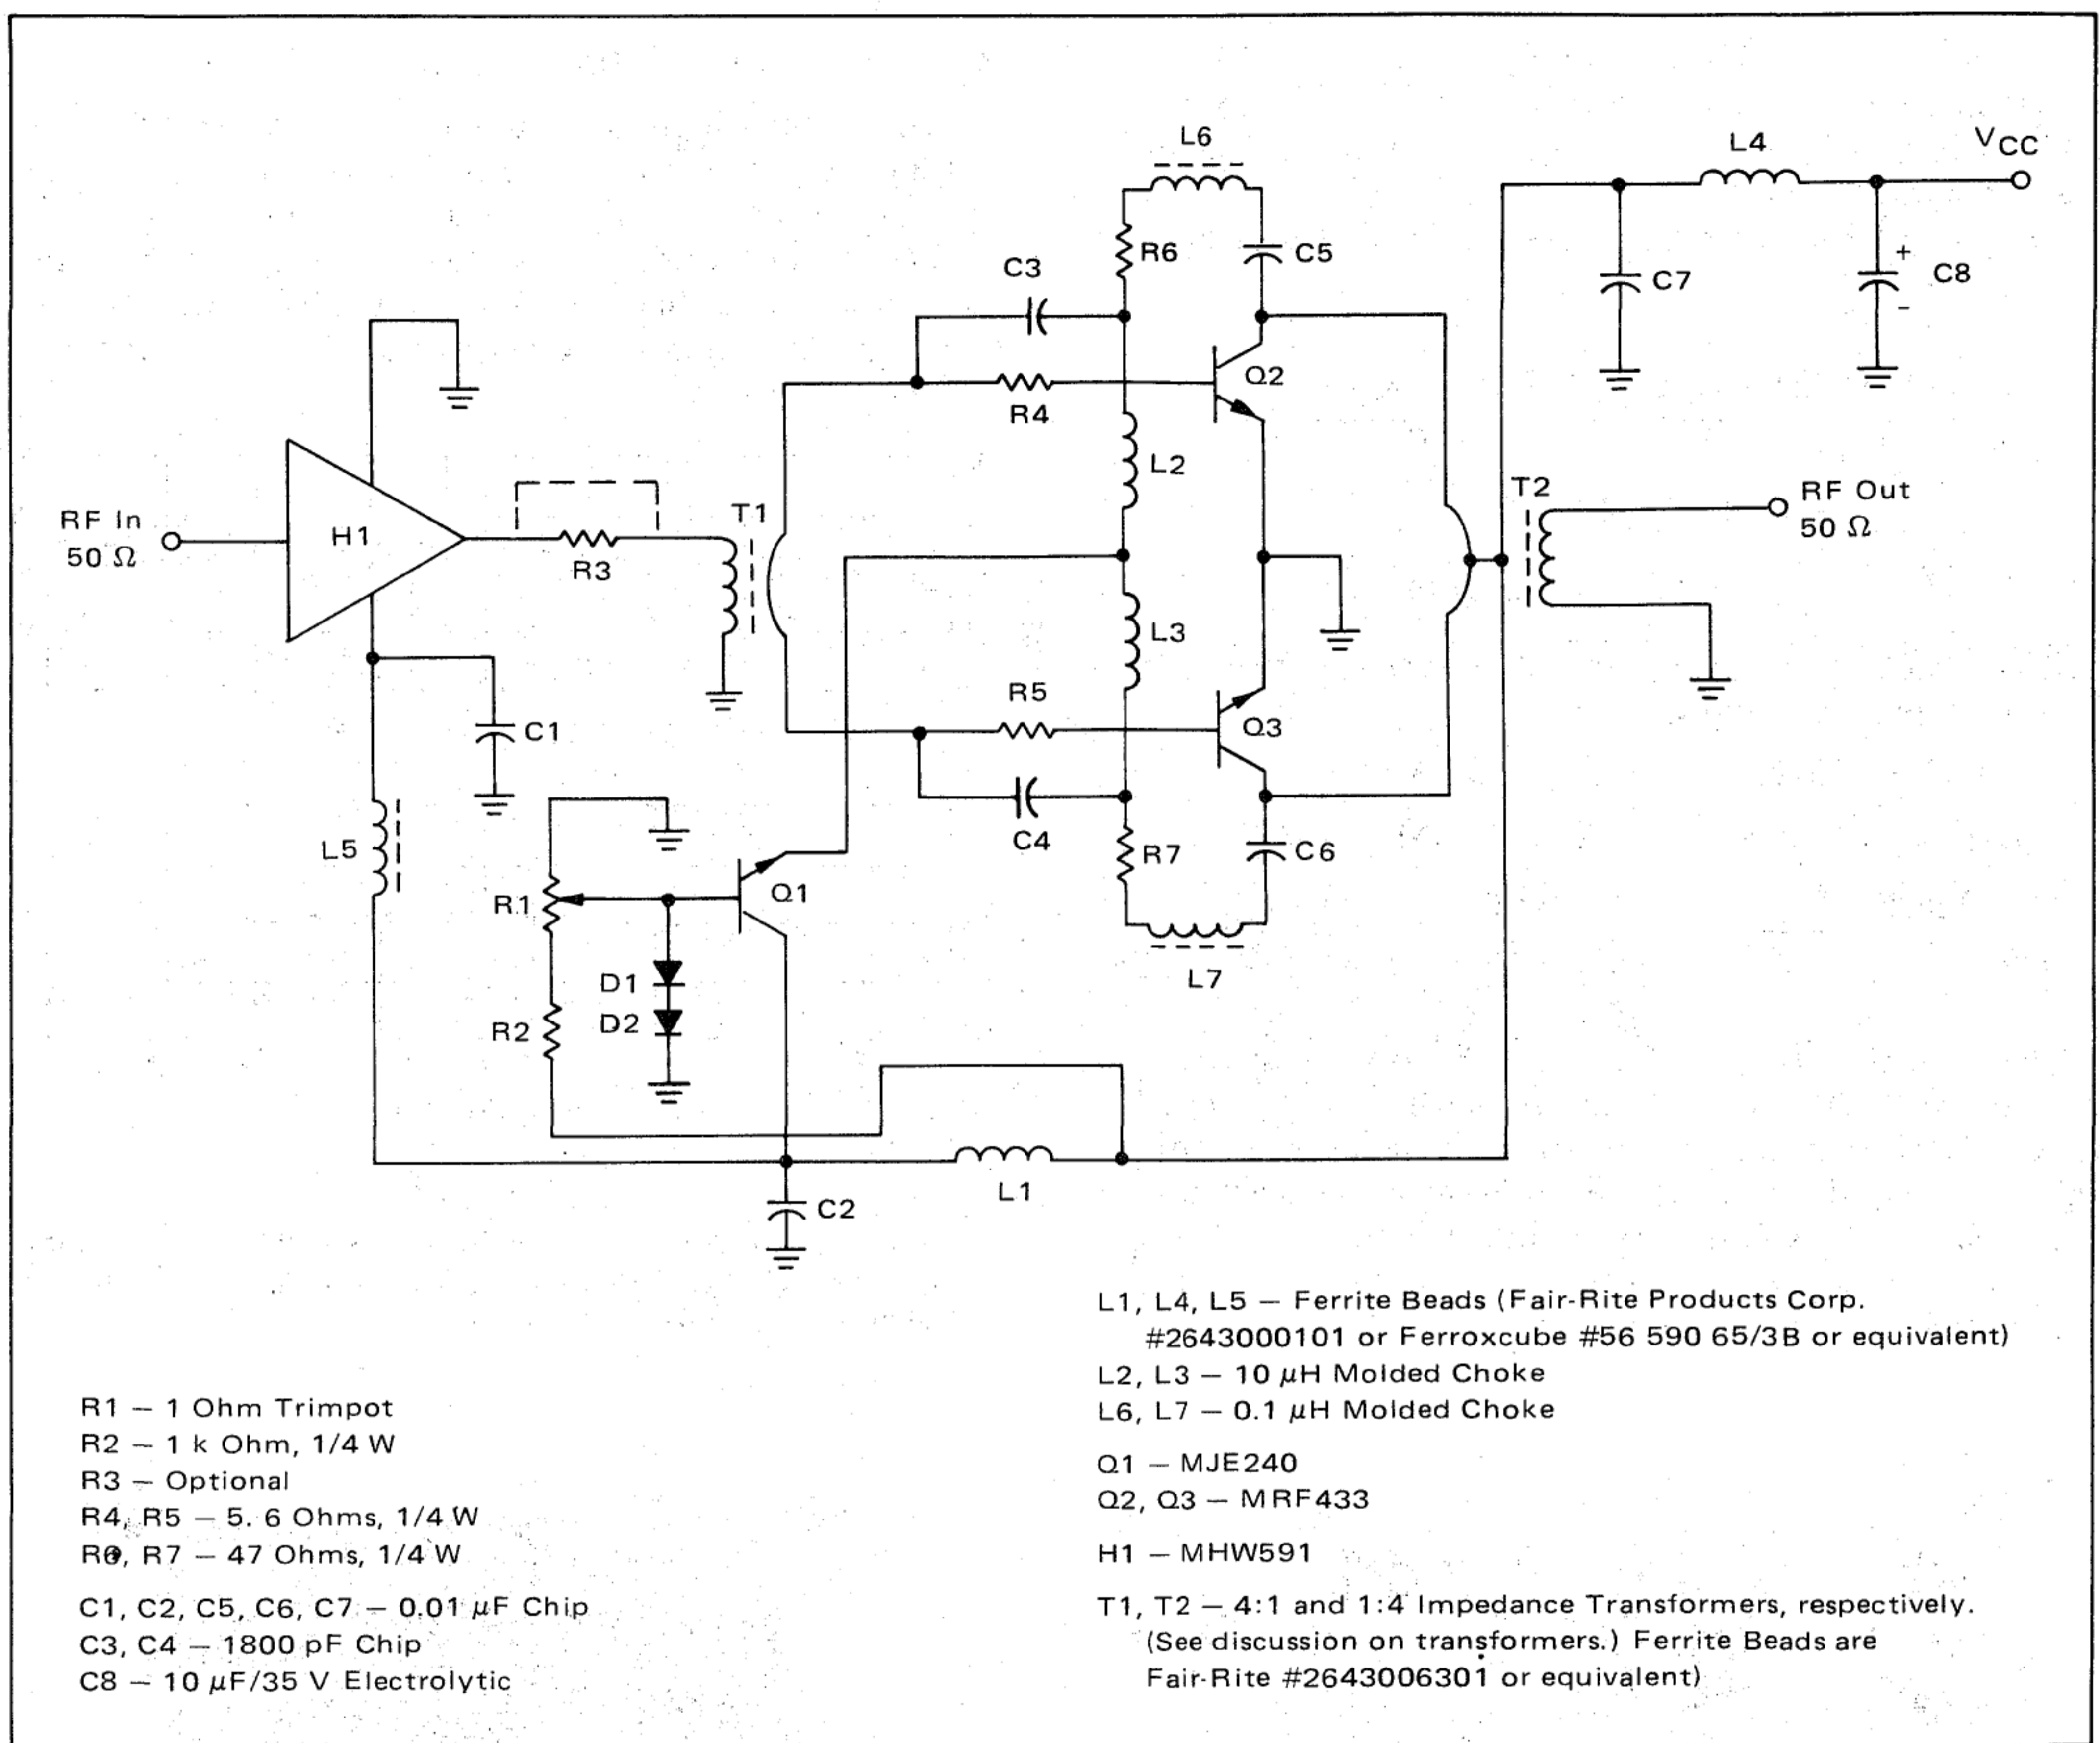 L6
L4
VCC
R6
C5
C3
C7
+
C8
-
Q2
R4
L2
T2
RF Out
50 Ω
RF In
50 Ω
H1
T1
R3
L3
R5
Q3
C1
C4
R7
C6
L5
R1
Q1
D1
L7
R2
D2
L1
C2
L1, L4, L5 — Ferrite Beads (Fair-Rite Products Corp.
#2643000101 or Ferroxcube #56 590 65/3B or equivalent)
L2, L3 — 10 μH Molded Choke
L6, L7 — 0.1 μH Molded Choke
Q1 — MJE240
Q2, Q3 — MRF433
H1 — MHW591
T1, T2 — 4:1 and 1:4 Impedance Transformers, respectively.
(See discussion on transformers.) Ferrite Beads are
Fair-Rite #2643006301 or equivalent)
R1 — 1 Ohm Trimpot
R2 — 1 k Ohm, 1/4 W
R3 — Optional
R4, R5 — 5. 6 Ohms, 1/4 W
R6, R7 — 47 Ohms, 1/4 W
C1, C2, C5, C6, C7 — 0.01 μF Chip
C3, C4 — 1800 pF Chip
C8 — 10 μF/35 V Electrolytic